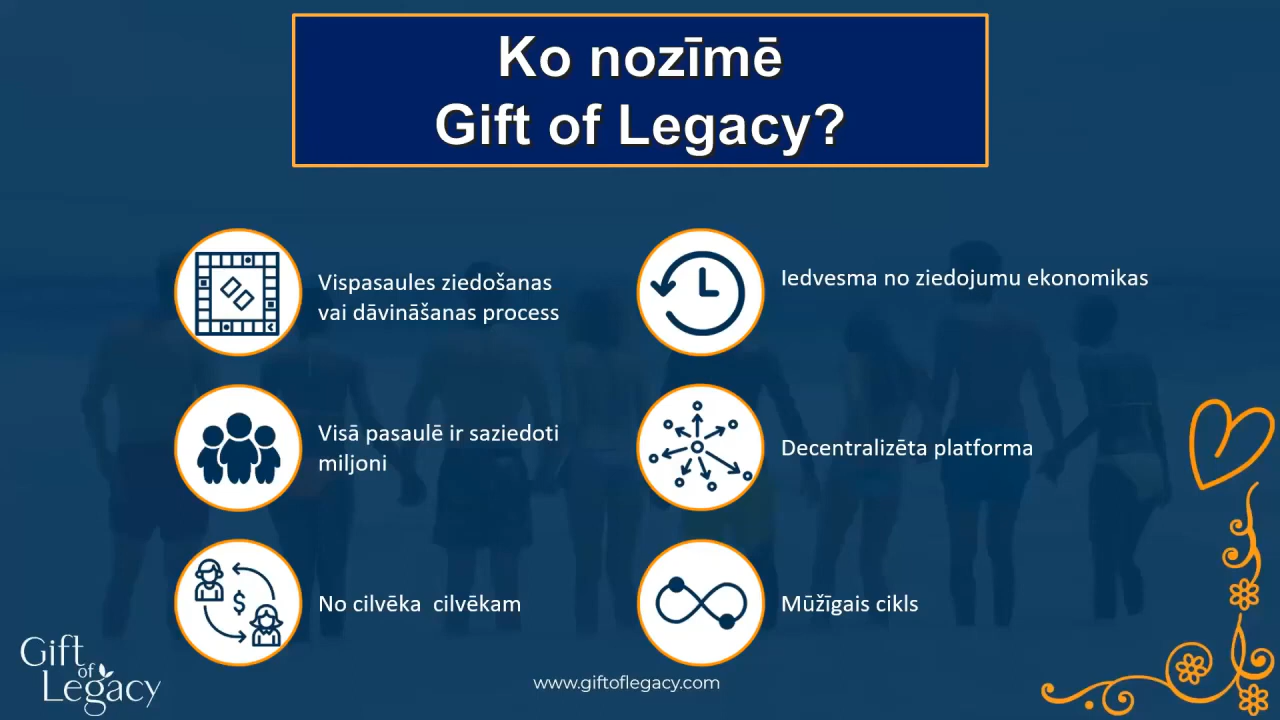 Ko nozīmē
Gift of Legacy?
Vispasaules ziedošanas
vai dāvināšanas process
Visā pasaulē ir saziedoti
miljoni
No cilvēka  cilvēkam
Iedvesma no ziedojumu ekonomikas
Decentralizēta platforma
Mūžīgais cikls
$
Gift
of
Legacy
www.giftoflegacy.com